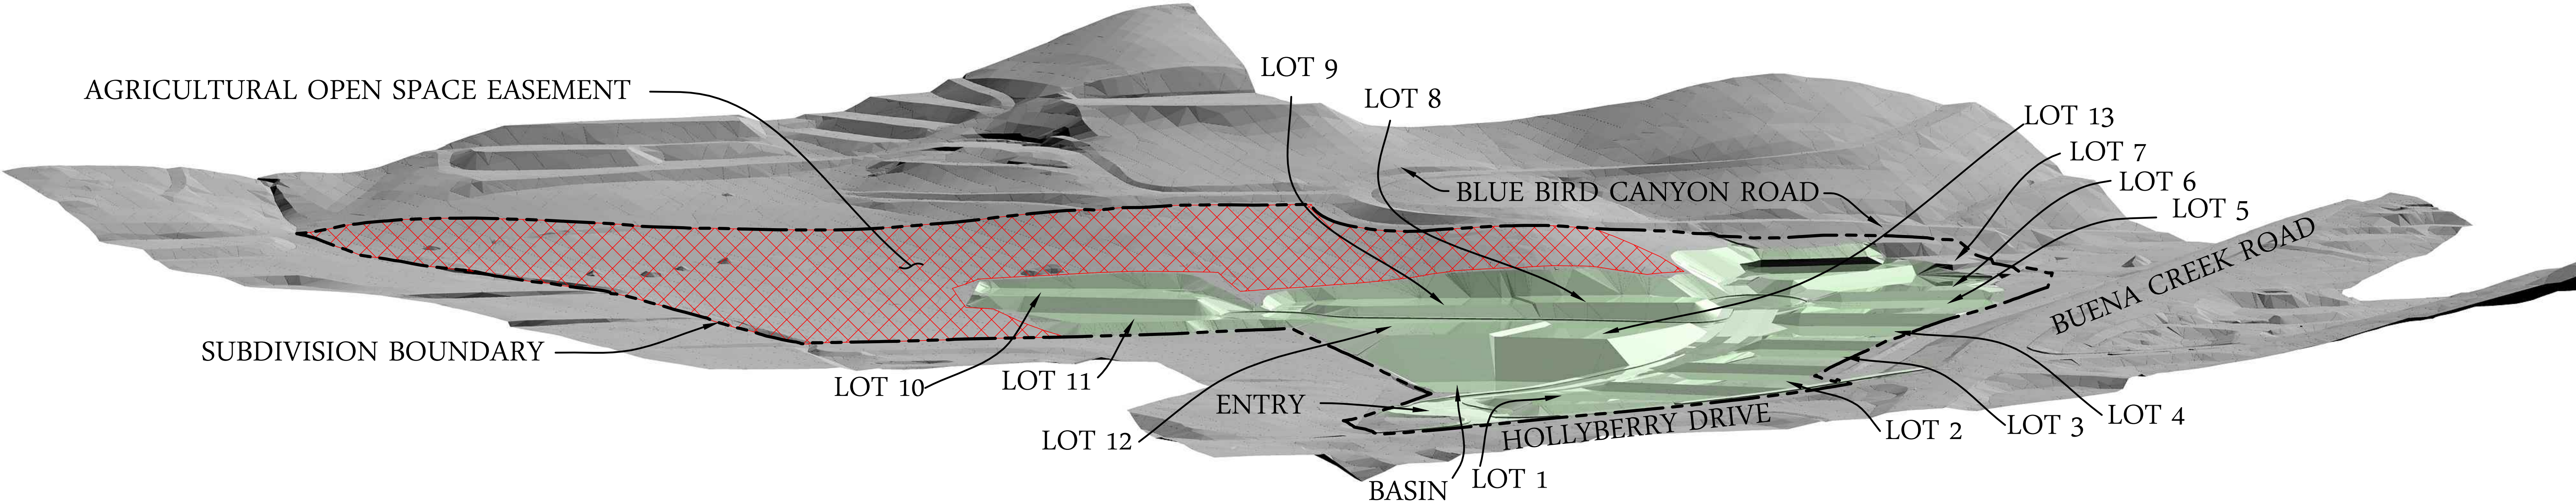 LOT 9
AGRICULTURAL OPEN SPACE EASEMENT
LOT 8
LOT 13
LOT 7
LOT 6
BLUE BIRD CANYON ROAD
LOT 5
BUENA CREEK ROAD
SUBDIVISION BOUNDARY
LOT 10
LOT 11
ENTRY
LOT 12
HOLLYBERRY DRIVE
LOT 4
LOT 3
LOT 2
LOT 1
BASIN